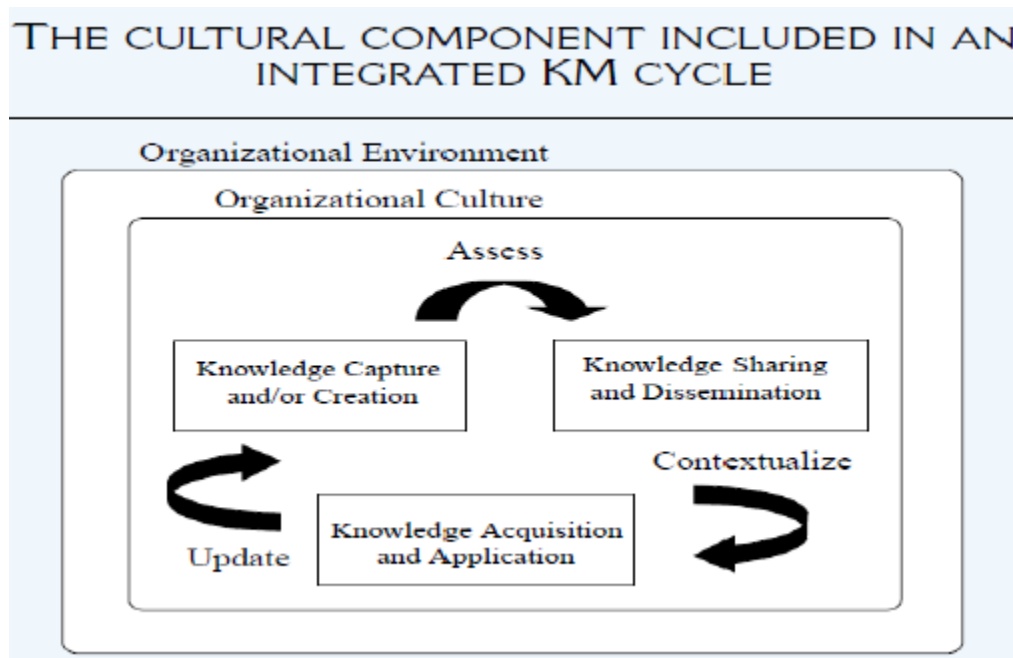 THE CULTURAL COMPONENT INCLUDED IN AN
INTEGRATED KM CYCLE
Organizational Environment
Organizational Culture
Assess
Knowledge Capture
and/or Creation
Knowledge Sharing
and Dissemination
Contextualize
Knowledge Acquisition
and Application
Update